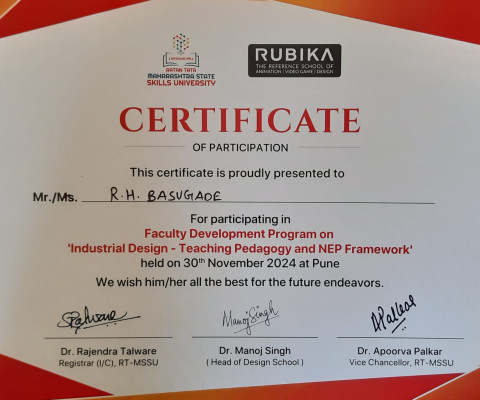 RATAN TATA
MAHARASHTRA STATE
SKILLS UNIVERSITY
RUBIKA
THE REFERENCE SCHOOL OF
ANIMATION | VIDEO GAME | DESIGN
CERTIFICATE
OF PARTICIPATION
This certificate is proudly presented to
Mr./Ms. R.H. BASUGADE
For participating in
Faculty Development Program on
'Industrial Design - Teaching Pedagogy and NEP Framework'
held on 30th November 2024 at Pune
We wish him/her all the best for the future endeavors.
Dr. Rajendra Talware
Registrar (I/C), RT-MSSU
ManojSingh
Dr. Manoj Singh
( Head of Design School )
APalkar
Dr. Apoorva Palkar
Vice Chancellor, RT-MSSU